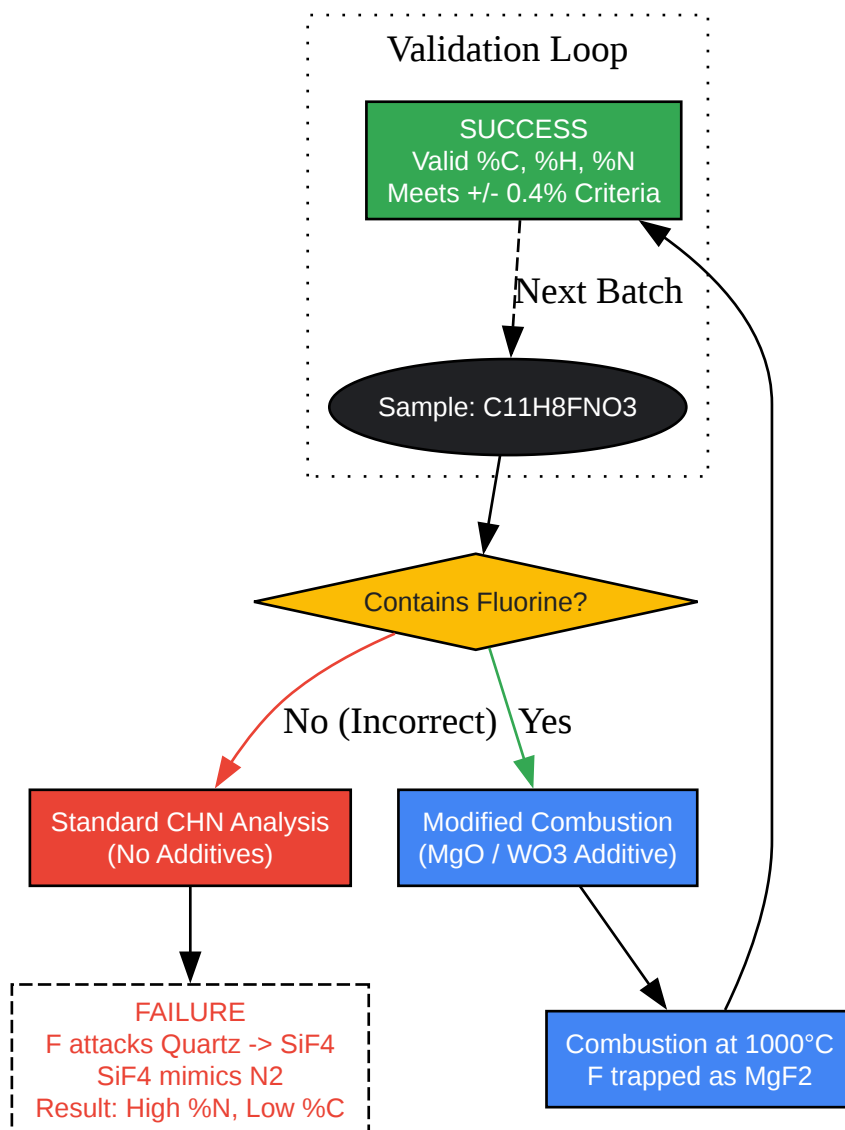 Validation Loop
SUCCESS
Valid %C, %H, %N
Meets +/- 0.4% Criteria
Next Batch
Sample: C11H8FNO3
Contains Fluorine?
No (Incorrect)
Yes
Standard CHN Analysis
(No Additives)
Modified Combustion
(MgO / WO3 Additive)
FAILURE
F attacks Quartz -> SiF4
SiF4 mimics N2
Result: High %N, Low %C
Combustion at 1000°C
F trapped as MgF2